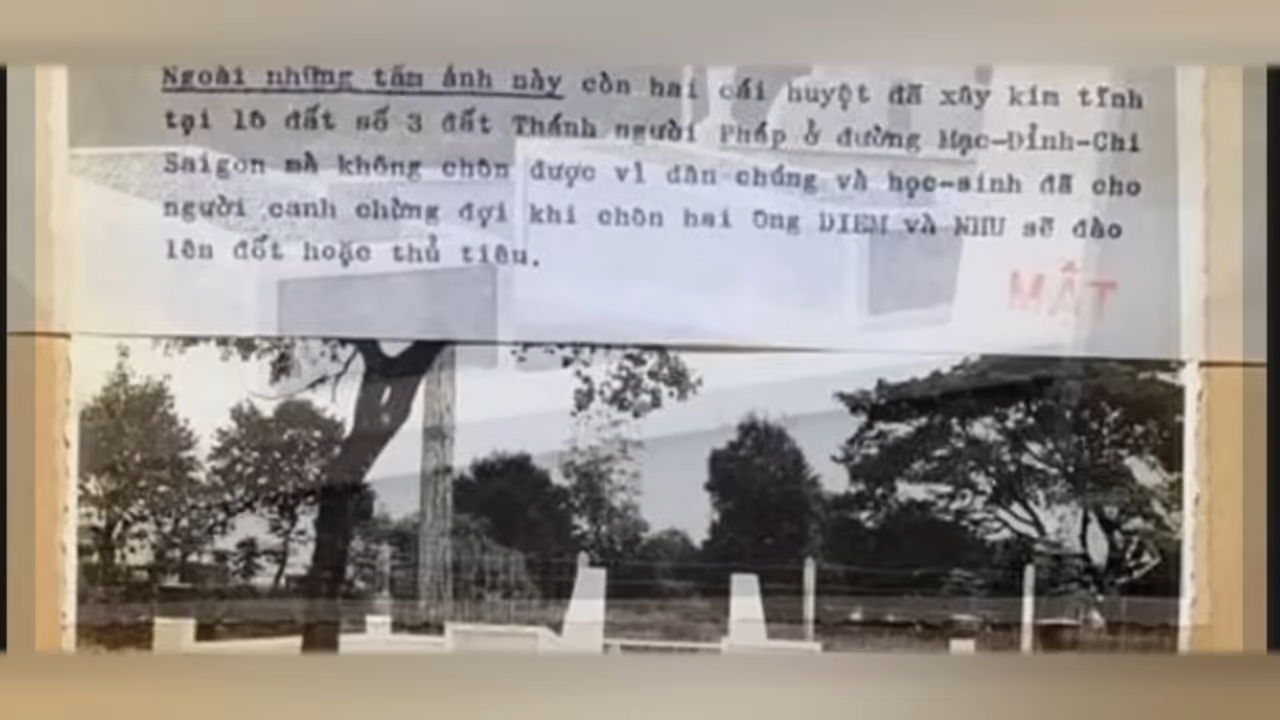 Ngoài những tấm ảnh này còn hai cái huyệt đã xây kim tĩnh
tại lô đất số 3 đất Thánh người Pháp ở đường Mạc-Đỉnh-Chi
Saigon mà không chôn được vì dân chúng và học-sinh đã cho
người canh chừng đợi khi chôn hai Ông DIEM và NHU sẽ đào
lên đốt hoặc thủ tiêu.
MẬT